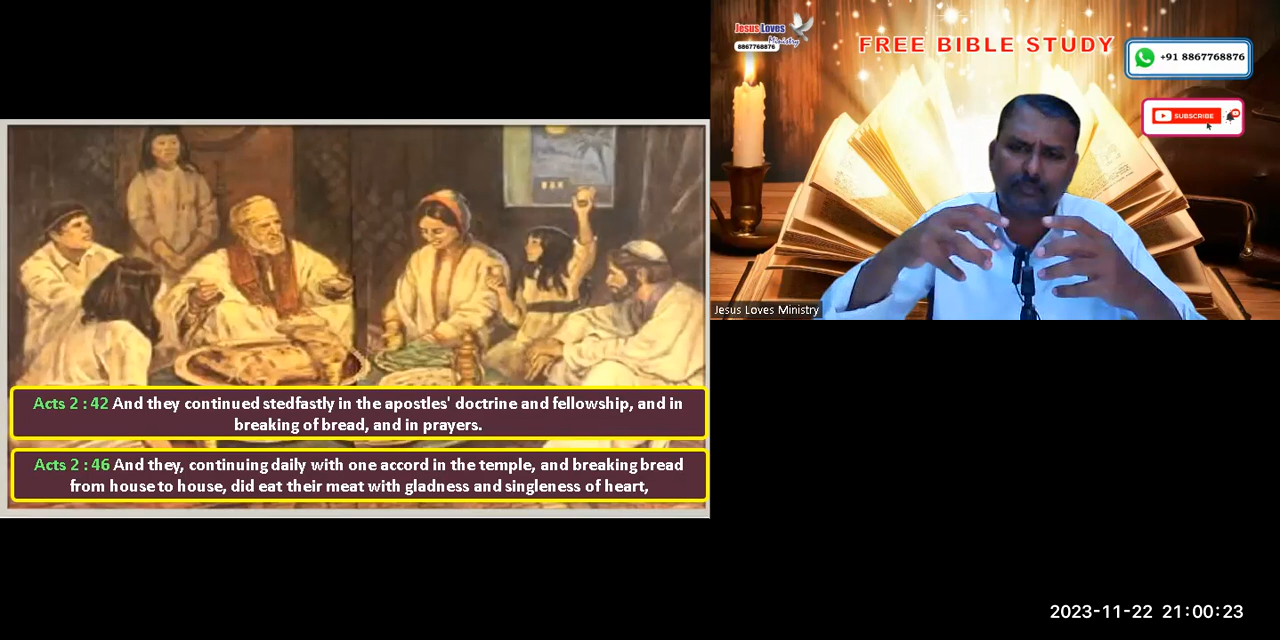 Acts 2 : 42 And they continued stedfastly in the apostles' doctrine and fellowship, and in
breaking of bread, and in prayers.
Acts 2 : 46 And they, continuing daily with one accord in the temple, and breaking bread
from house to house, did eat their meat with gladness and singleness of heart,
Jesus Loves
Ministry
8867768876
FREE BIBLE STUDY
+91 8867768876
SUBSCRIBE
Jesus Loves Ministry
2023-11-22 21:00:23